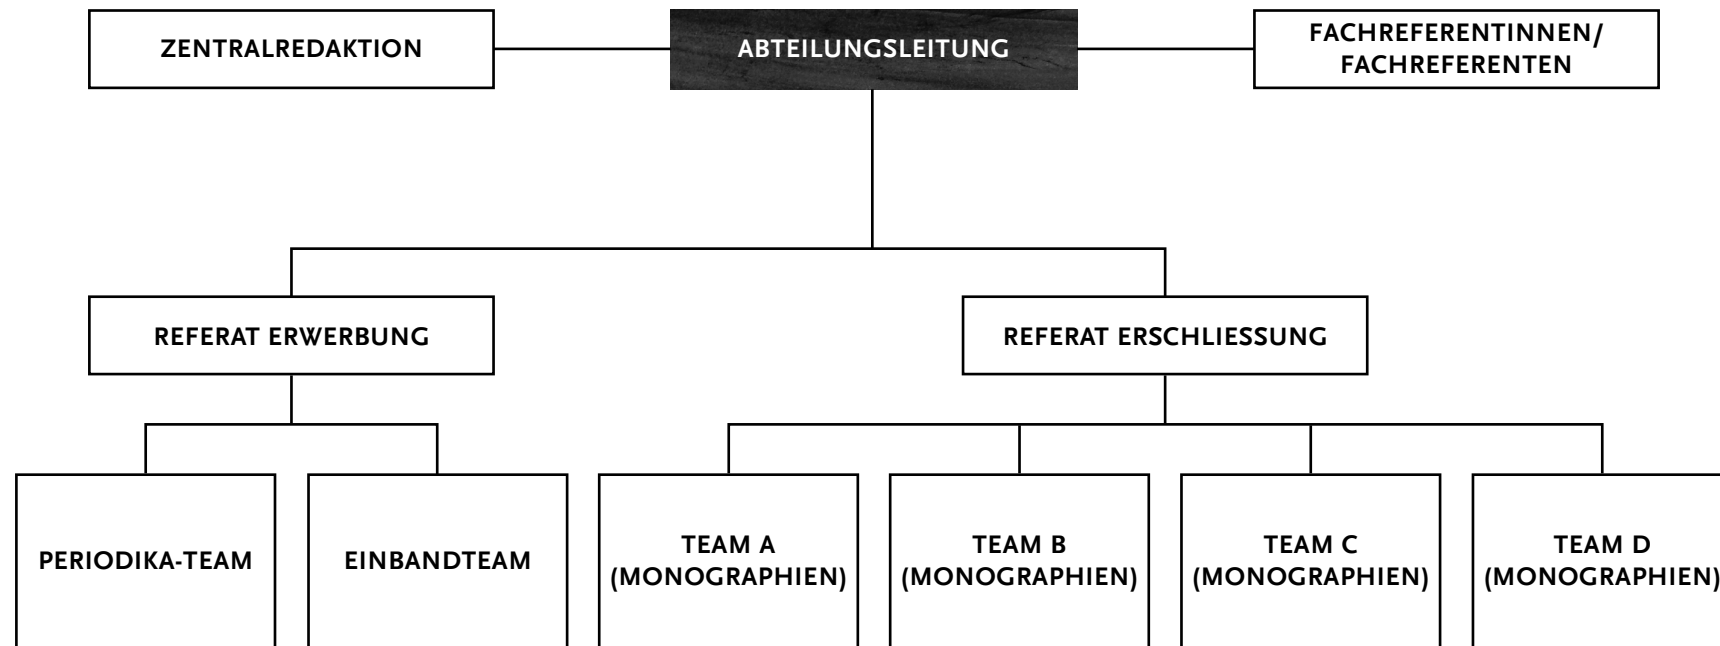 ZENTRALREDAKTION
ABTEILUNGSLEITUNG
FACHREFERENTINNEN/
FACHREFERENTEN
REFERAT ERWERBUNG
REFERAT ERSCHLIESSUNG
PERIODIKA-TEAM
EINBANDTEAM
TEAM A
(MONOGRAPHIEN)
TEAM B
(MONOGRAPHIEN)
TEAM C
(MONOGRAPHIEN)
TEAM D
(MONOGRAPHIEN)